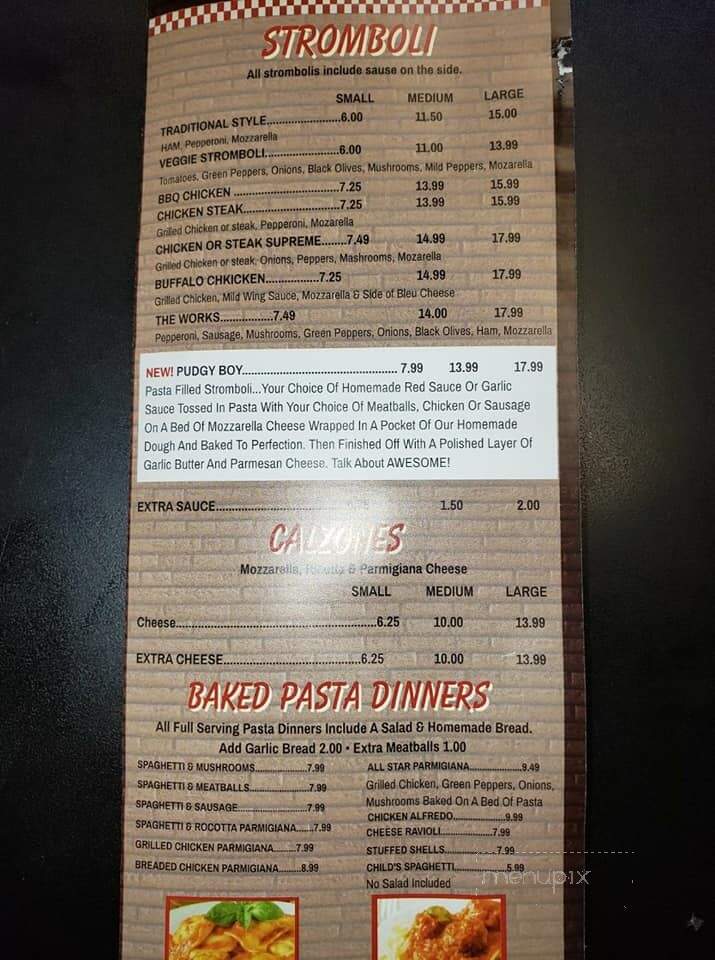 STROMBOLI
All strombolis include sause on the side.
SMALL MEDIUM LARGE
TRADITIONAL STYLE.......................6.00 11.50 15.00
HAM, Pepperoni, Mozzarella
VEGGIE STROMBOLI.......................6.00 11.00 13.99
Tomatoes, Green Peppers, Onions, Black Olives, Mushrooms, Mild Peppers, Mozarella
BBQ CHICKEN .................................7.25 13.99 15.99
CHICKEN STEAK..............................7.25 13.99 15.99
Grilled Chicken or steak, Pepperoni, Mozarella
CHICKEN OR STEAK SUPREME........7.49 14.99 17.99
Grilled Chicken or steak, Onions, Peppers, Mashrooms, Mozarella
BUFFALO CHKICKEN.................7.25 14.99 17.99
Grilled Chicken, Mild Wing Sauce, Mozzarella & Side of Bleu Cheese
THE WORKS.................7.49 14.00 17.99
Pepperoni, Sausage, Mushrooms, Green Peppers, Onions, Black Olives, Ham, Mozzarella
NEW! PUDGY BOY................................................ 7.99 13.99 17.99
Pasta Filled Stromboli...Your Choice Of Homemade Red Sauce Or Garlic
Sauce Tossed In Pasta With Your Choice Of Meatballs, Chicken Or Sausage
On A Bed Of Mozzarella Cheese Wrapped In A Pocket Of Our Homemade
Dough And Baked To Perfection. Then Finished Off With A Polished Layer Of
Garlic Butter And Parmesan Cheese. Talk About AWESOME!
EXTRA SAUCE........................................ 1.50 2.00
CALZONES
Mozzarella, Ricotta & Parmigiana Cheese
SMALL MEDIUM LARGE
Cheese...............................................................6.25 10.00 13.99
EXTRA CHEESE...........................................6.25 10.00 13.99
BAKED PASTA DINNERS
All Full Serving Pasta Dinners Include A Salad & Homemade Bread.
Add Garlic Bread 2.00 • Extra Meatballs 1.00
SPAGHETTI & MUSHROOMS...................7.99
SPAGHETTI & MEATBALLS......................7.99
SPAGHETTI & SAUSAGE.........................7.99
SPAGHETTI & ROCOTTA PARMIGIANA......7.99
GRILLED CHICKEN PARMIGIANA........7.99
BREADED CHICKEN PARMIGIANA........8.99
ALL STAR PARMIGIANA...................9.49
Grilled Chicken, Green Peppers, Onions,
Mushrooms Baked On A Bed Of Pasta
CHICKEN ALFREDO...................9.99
CHEESE RAVIOLI...................7.99
STUFFED SHELLS...................7.99
CHILD'S SPAGHETTI...................5.99
No Salad Included
menupix